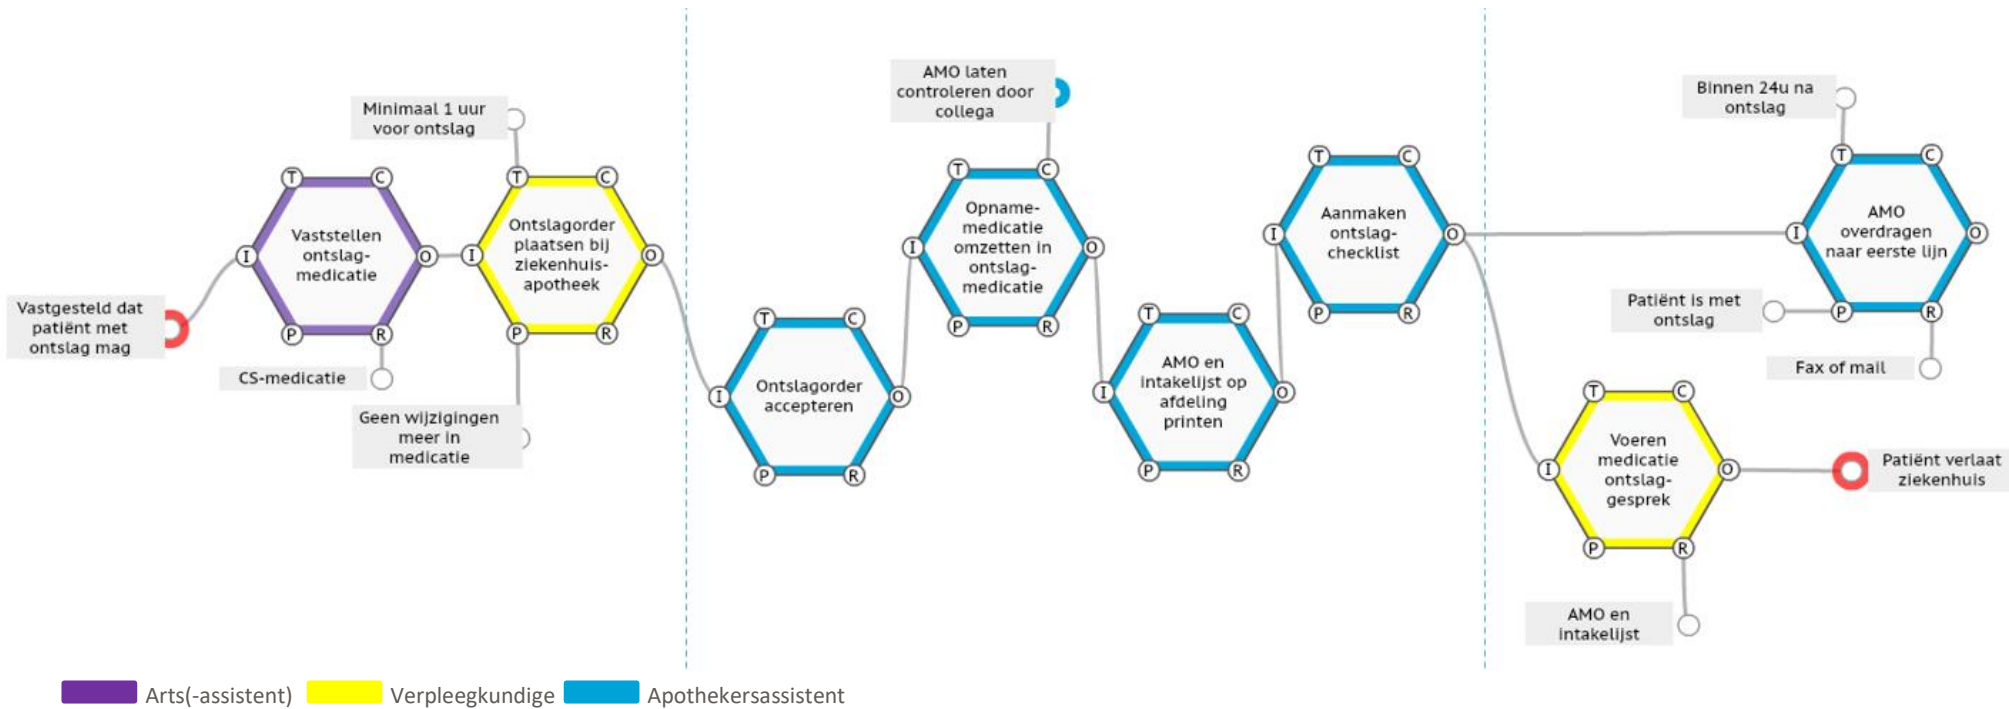 Vastgesteld dat
patiënt met
ontslag mag
I
T
C
O
P
R
Vaststellen
ontslag-
medicatie
CS-medicatie
Minimaal 1 uur
voor ontslag
I
T
C
O
P
R
Ontslagorder
plaatsen bij
ziekenhuis-
apotheek
Geen wijzigingen
meer in
medicatie
I
T
C
O
P
R
Ontslagorder
accepteren
AMO laten
controleren door
collega
I
T
C
O
P
R
Opname-
medicatie
omzetten in
ontslag-
medicatie
I
T
C
O
P
R
AMO en
intakelijst op
afdeling
printen
I
T
C
O
P
R
Aanmaken
ontslag-
checklist
Binnen 24u na
ontslag
I
T
C
O
P
R
AMO
overdragen
naar eerste lijn
Patiënt is met
ontslag
Fax of mail
I
T
C
O
P
R
Voeren
medicatie
ontslag-
gesprek
Patiënt verlaat
ziekenhuis
AMO en
intakelijst
Arts(-assistent)
Verpleegkundige
Apothekersassistent